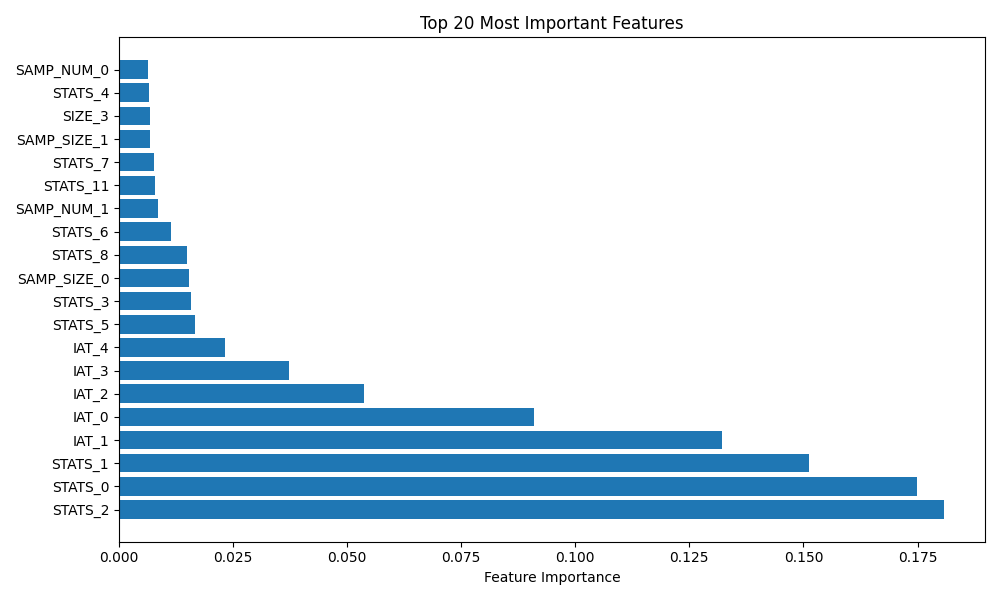 Top 20 Most Important Features
SAMP_NUM_0
STATS_4
SIZE_3
SAMP_SIZE_1
STATS_7
STATS_11
SAMP_NUM_1
STATS_6
STATS_8
SAMP_SIZE_0
STATS_3
STATS_5
IAT_4
IAT_3
IAT_2
IAT_0
IAT_1
STATS_1
STATS_0
STATS_2
0.000 0.025 0.050 0.075 0.100 0.125 0.150 0.175
Feature Importance